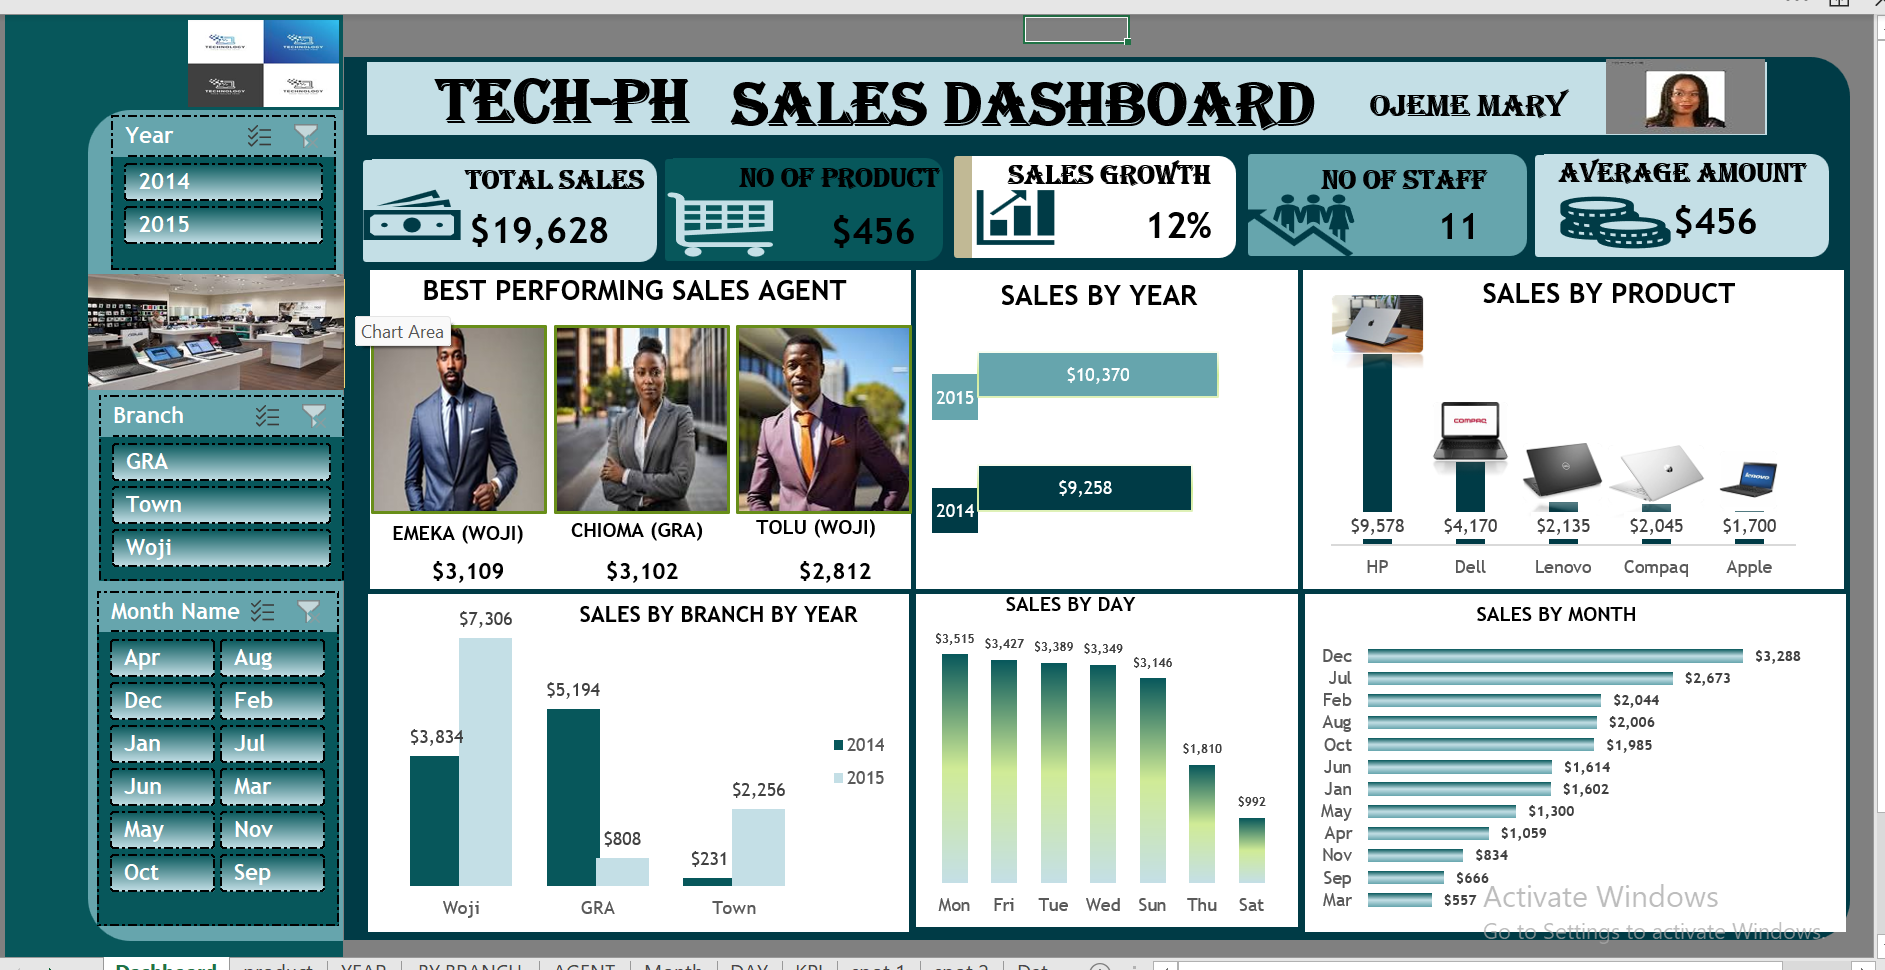 TECHNOLOGY
TECHNOLOGY
TECHNOLOGY
TECHNOLOGY
TECH-PH SALES DASHBOARD OJEME MARY
Year
2014
2015
TOTAL SALES
$19,628
NO OF PRODUCT
$456
SALES GROWTH
12%
NO OF STAFF
11
AVERAGE AMOUNT
$456
Branch
GRA
Town
Woji
Month Name
Apr Aug
Dec Feb
Jan Jul
Jun Mar
May Nov
Oct Sep
BEST PERFORMING SALES AGENT
Chart Area
EMEKA (WOJI) CHIOMA (GRA) TOLU (WOJI)
$3,109 $3,102 $2,812
SALES BY YEAR
2015 $10,370
2014 $9,258
SALES BY PRODUCT
COMPAQ
lenovo
$9,578 $4,170 $2,135 $2,045 $1,700
HP Dell Lenovo Compaq Apple
SALES BY BRANCH BY YEAR
$7,306
$5,194
$3,834
2014
2015
$2,256
$808
$231
Woji GRA Town
SALES BY DAY
$3,515 $3,427 $3,389 $3,349 $3,146 $1,810 $992
Mon Fri Tue Wed Sun Thu Sat
SALES BY MONTH
Dec $3,288
Jul $2,673
Feb $2,044
Aug $2,006
Oct $1,985
Jun $1,614
Jan $1,602
May $1,300
Apr $1,059
Nov $834
Sep $666
Mar $557
Activate Windows
Go to Settings to activate Windows.
Dashboard product YEAR BY BRANCH AGENT Month DAY KPI